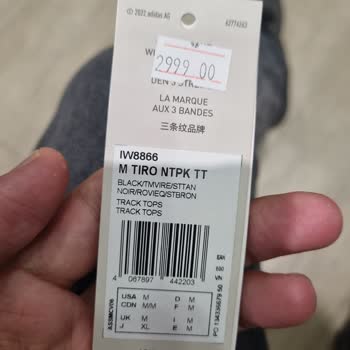 © 2022 adidas AG
62774563
2999.00
LA MARQUE
AUX 3 BANDES
三条纹品牌
IW8866
M TIRO NTPK TT
BLACK/TMVIRE/STTAN
NOIR/ROVIEQ/STBRON
TRACK TOPS
TRACK TOPS
4 067897 442203
USA M D M
CDN M/M F M
UK M I M
J XL E M